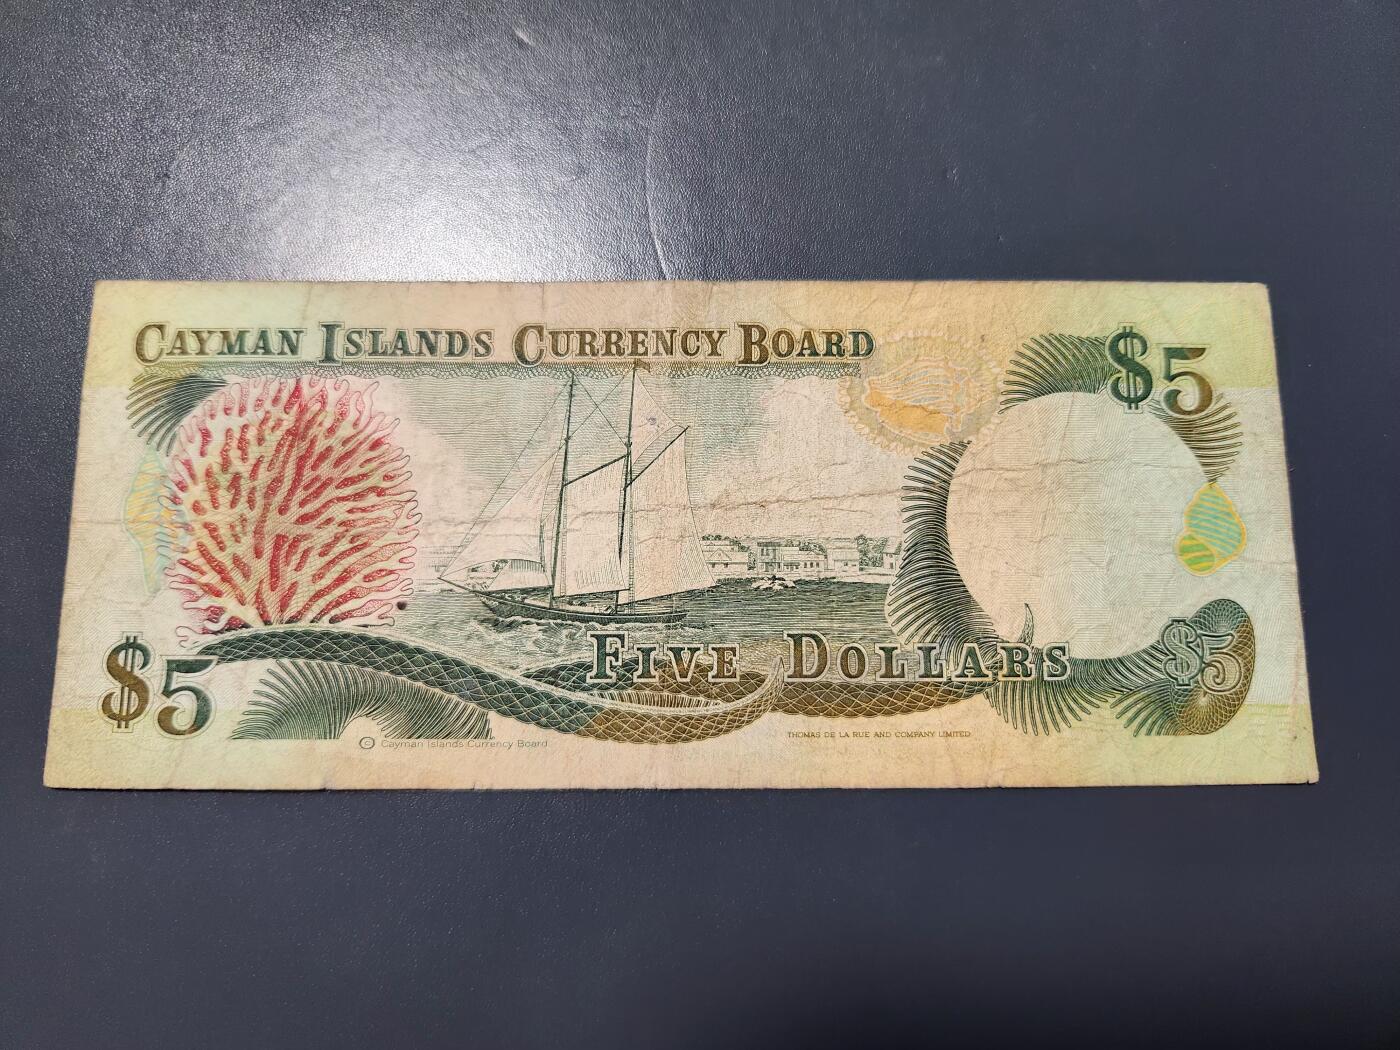 CAYMAN ISLANDS CURRENCY BOARD
$5
FIVE DOLLARS
$5
$5
© Cayman Islands Currency Board
THOMAS DE LA RUE AND COMPANY LIMITED